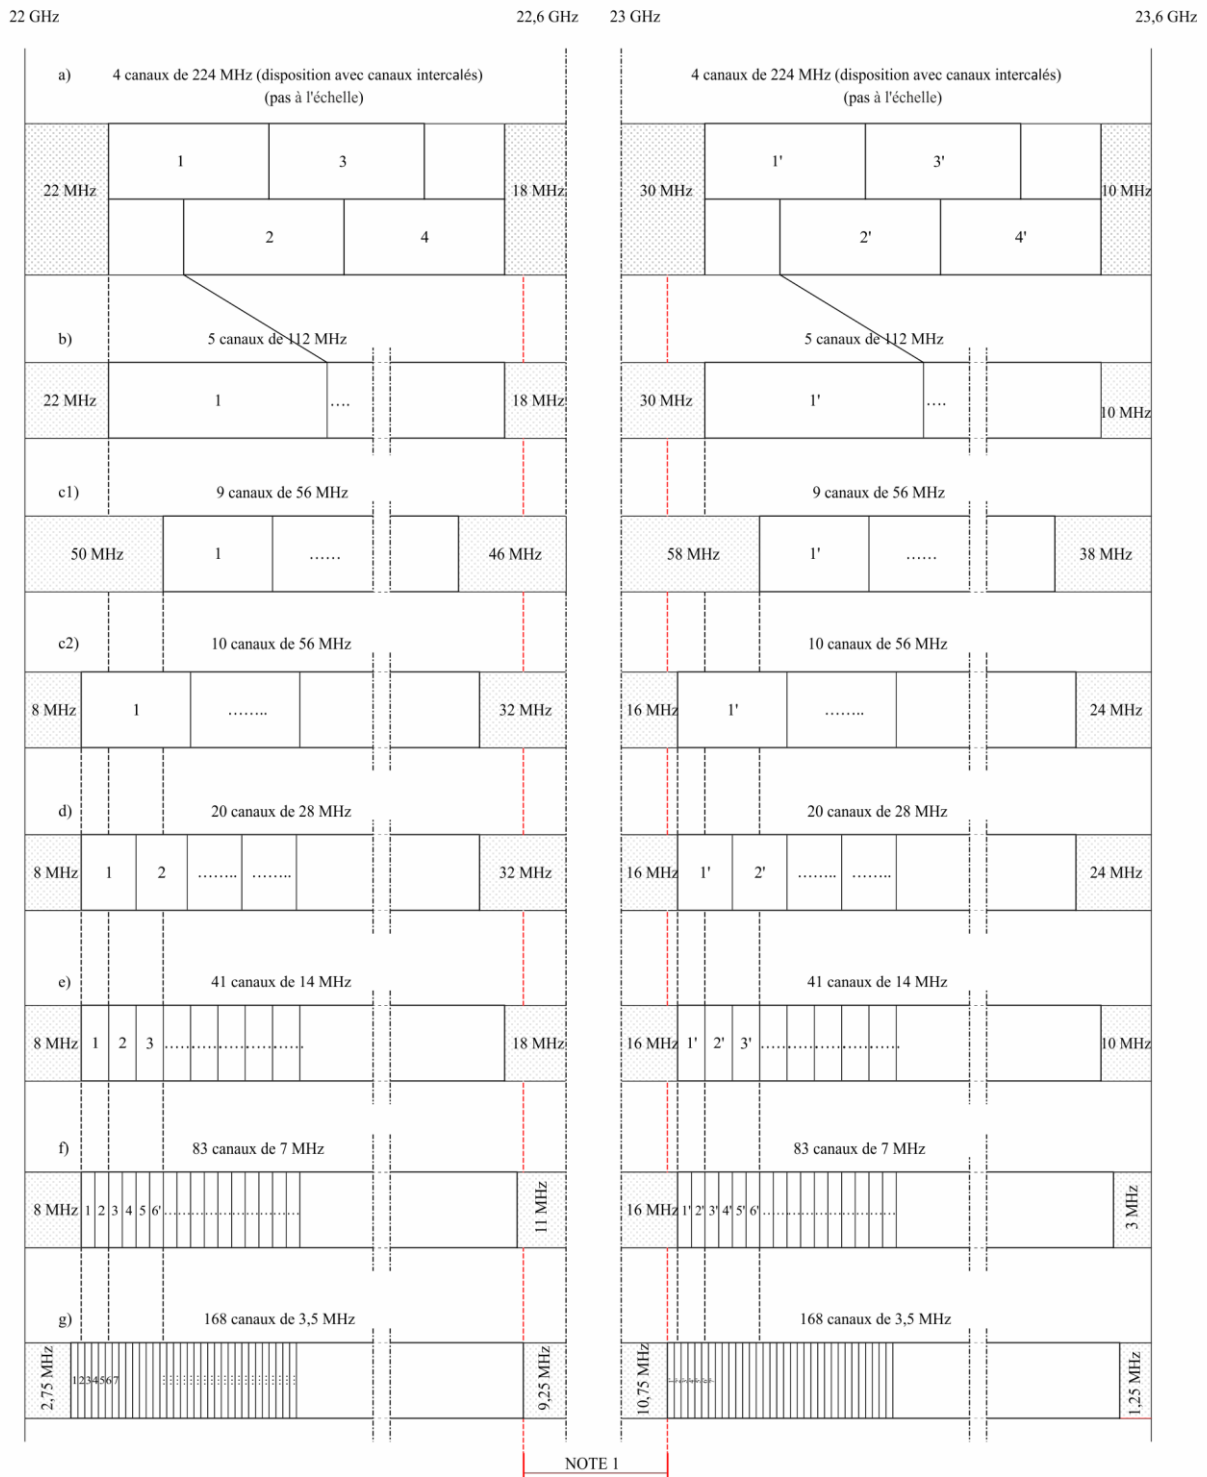 22 GHz 22,6 GHz 23 GHz 23,6 GHz
a) 4 canaux de 224 MHz (disposition avec canaux intercalés) 4 canaux de 224 MHz (disposition avec canaux intercalés)
(pas à l'échelle) (pas à l'échelle)
1 3 1' 3'
22 MHz 18 MHz 30 MHz 10 MHz
2 4 2' 4'
b) 5 canaux de 112 MHz 5 canaux de 112 MHz
22 MHz 1 .... 18 MHz 30 MHz 1' .... 10 MHz
c1) 9 canaux de 56 MHz 9 canaux de 56 MHz
50 MHz 1 ...... 46 MHz 58 MHz 1' ...... 38 MHz
c2) 10 canaux de 56 MHz 10 canaux de 56 MHz
8 MHz 1 ........ 32 MHz 16 MHz 1' ........ 24 MHz
d) 20 canaux de 28 MHz 20 canaux de 28 MHz
8 MHz 1 2 ........ ........ 32 MHz 16 MHz 1' 2' ........ ........ 24 MHz
e) 41 canaux de 14 MHz 41 canaux de 14 MHz
8 MHz 1 2 3 .............................. 18 MHz 16 MHz 1' 2' 3' .............................. 10 MHz
f) 83 canaux de 7 MHz 83 canaux de 7 MHz
8 MHz 1 2 3 4 5 6' .............................. 11 MHz 16 MHz 1' 2' 3' 4' 5' 6' .............................. 3 MHz
g) 168 canaux de 3,5 MHz 168 canaux de 3,5 MHz
2,75 MHz 1 2 3 4 5 6 7 9,25 MHz 10,75 MHz 1,25 MHz
NOTE 1